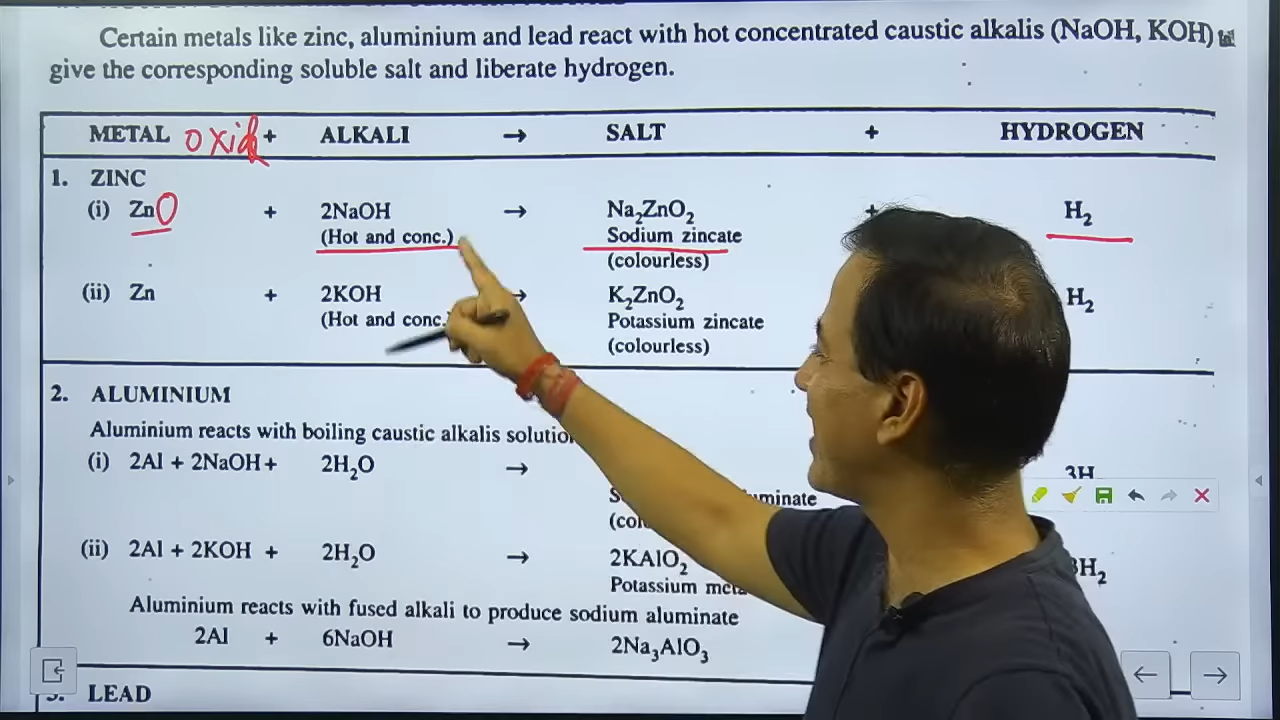 Certain metals like zinc, aluminium and lead react with hot concentrated caustic alkalis (NaOH, KOH)
give the corresponding soluble salt and liberate hydrogen.
METAL oxid + ALKALI → SALT + HYDROGEN
1. ZINC
(i) ZnO + 2NaOH → Na₂ZnO₂ + H₂
(Hot and conc.) Sodium zincate
(colourless)
(ii) Zn + 2KOH → K₂ZnO₂ H₂
(Hot and conc. Potassium zincate
(colourless)
2. ALUMINIUM
Aluminium reacts with boiling caustic alkalis
(i) 2Al + 2NaOH + 2H₂O → 3H
(ii) 2Al + 2KOH + 2H₂O → 2KAlO₂ 3H₂
Potassium
Aluminium reacts with fused alkali to produce sodium aluminate
2Al + 6NaOH → 2Na₃AlO₃
3. LEAD